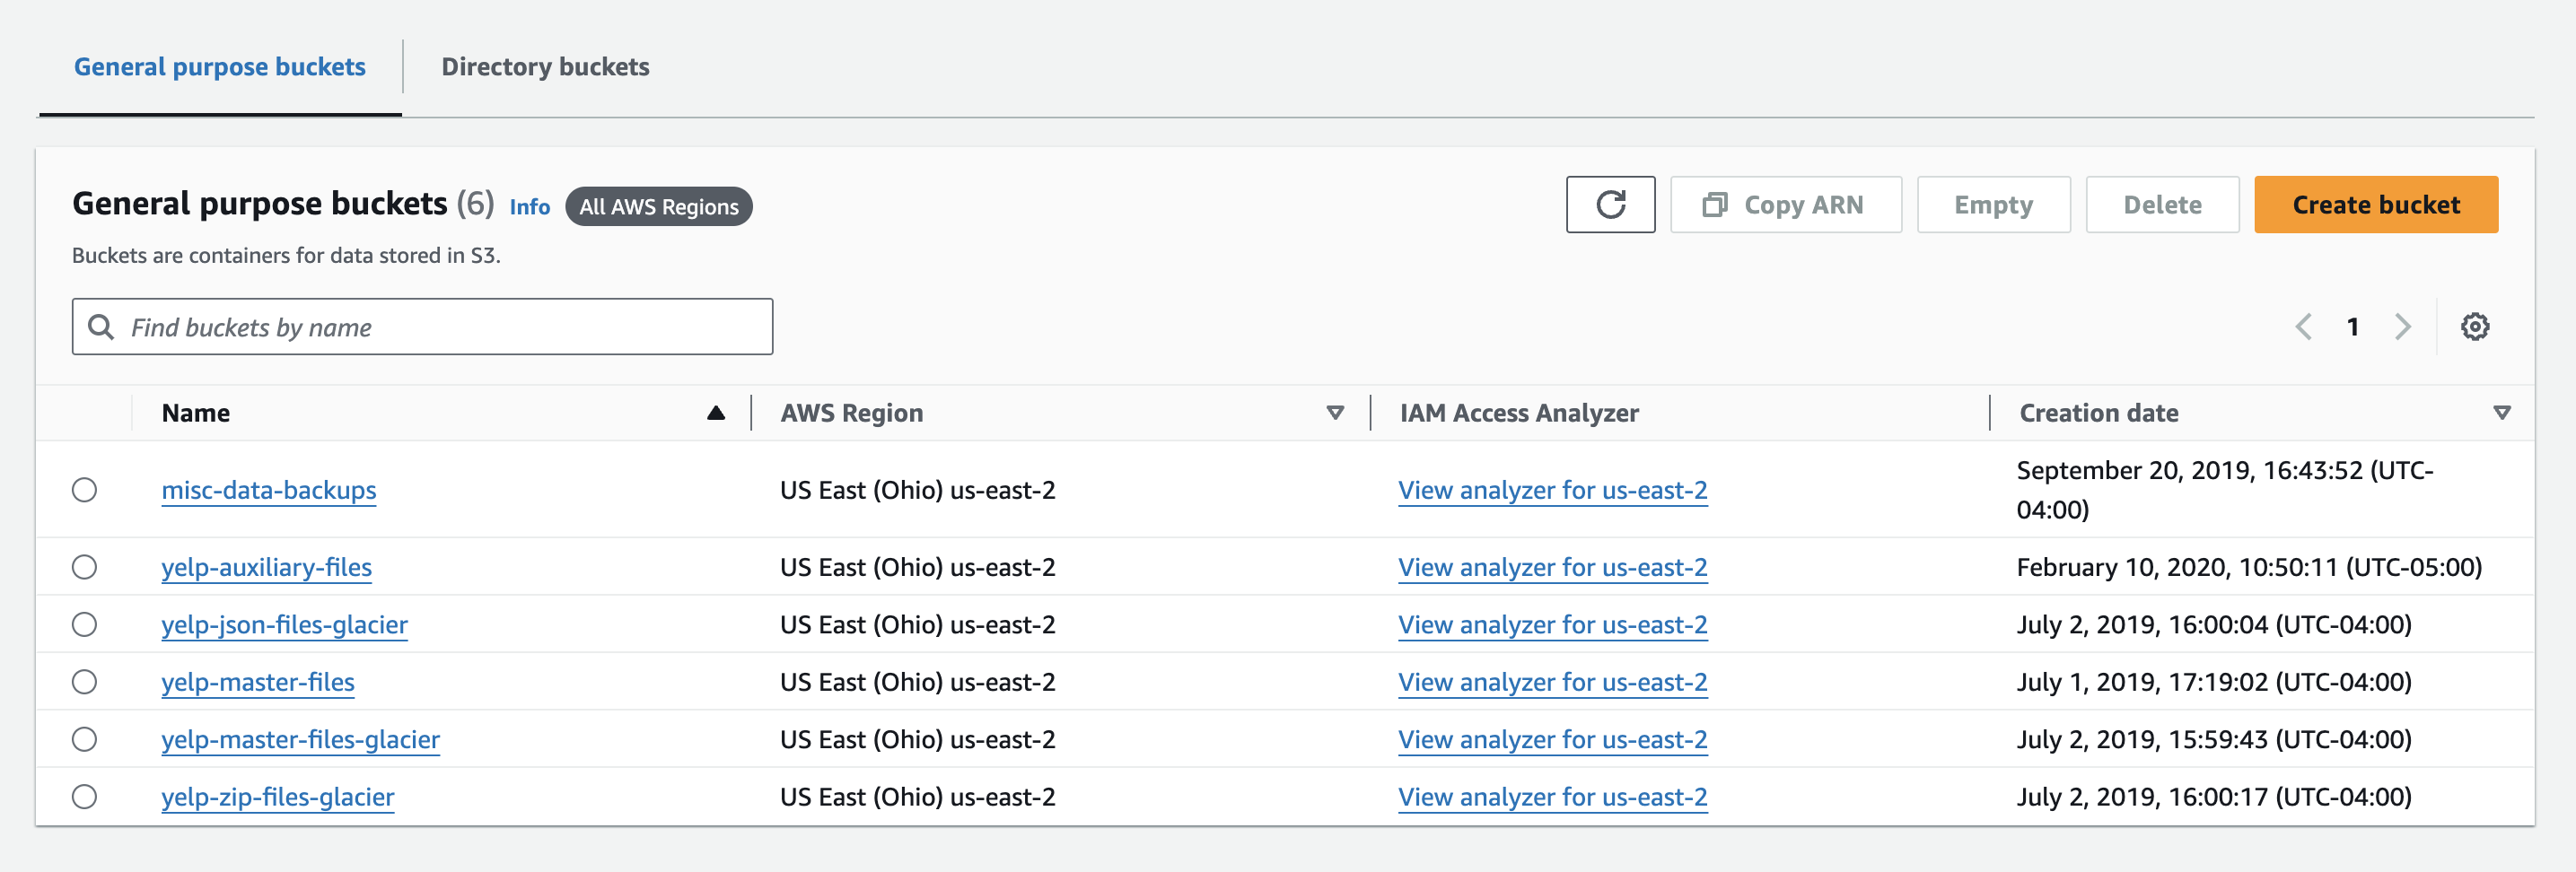 General purpose buckets
Directory buckets
General purpose buckets (6) Info All AWS Regions
Copy ARN
Empty
Delete
Create bucket
Buckets are containers for data stored in S3.
Find buckets by name
1
Name AWS Region IAM Access Analyzer Creation date
misc-data-backups US East (Ohio) us-east-2 View analyzer for us-east-2 September 20, 2019, 16:43:52 (UTC-
04:00)
yelp-auxiliary-files US East (Ohio) us-east-2 View analyzer for us-east-2 February 10, 2020, 10:50:11 (UTC-05:00)
yelp-json-files-glacier US East (Ohio) us-east-2 View analyzer for us-east-2 July 2, 2019, 16:00:04 (UTC-04:00)
yelp-master-files US East (Ohio) us-east-2 View analyzer for us-east-2 July 1, 2019, 17:19:02 (UTC-04:00)
yelp-master-files-glacier US East (Ohio) us-east-2 View analyzer for us-east-2 July 2, 2019, 15:59:43 (UTC-04:00)
yelp-zip-files-glacier US East (Ohio) us-east-2 View analyzer for us-east-2 July 2, 2019, 16:00:17 (UTC-04:00)